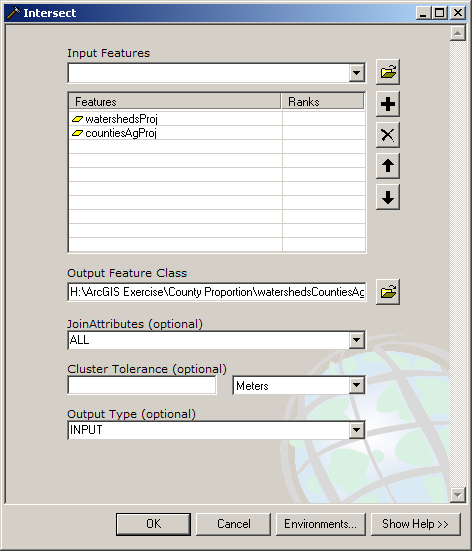 Intersect
Input Features
Features Ranks
watershedsProj
countiesAgProj
Output Feature Class
H:\ArcGIS Exercise\County Proportion\watershedsCountiesAg
JoinAttributes (optional)
ALL
Cluster Tolerance (optional)
Meters
Output Type (optional)
INPUT
OK Cancel Environments... Show Help >>